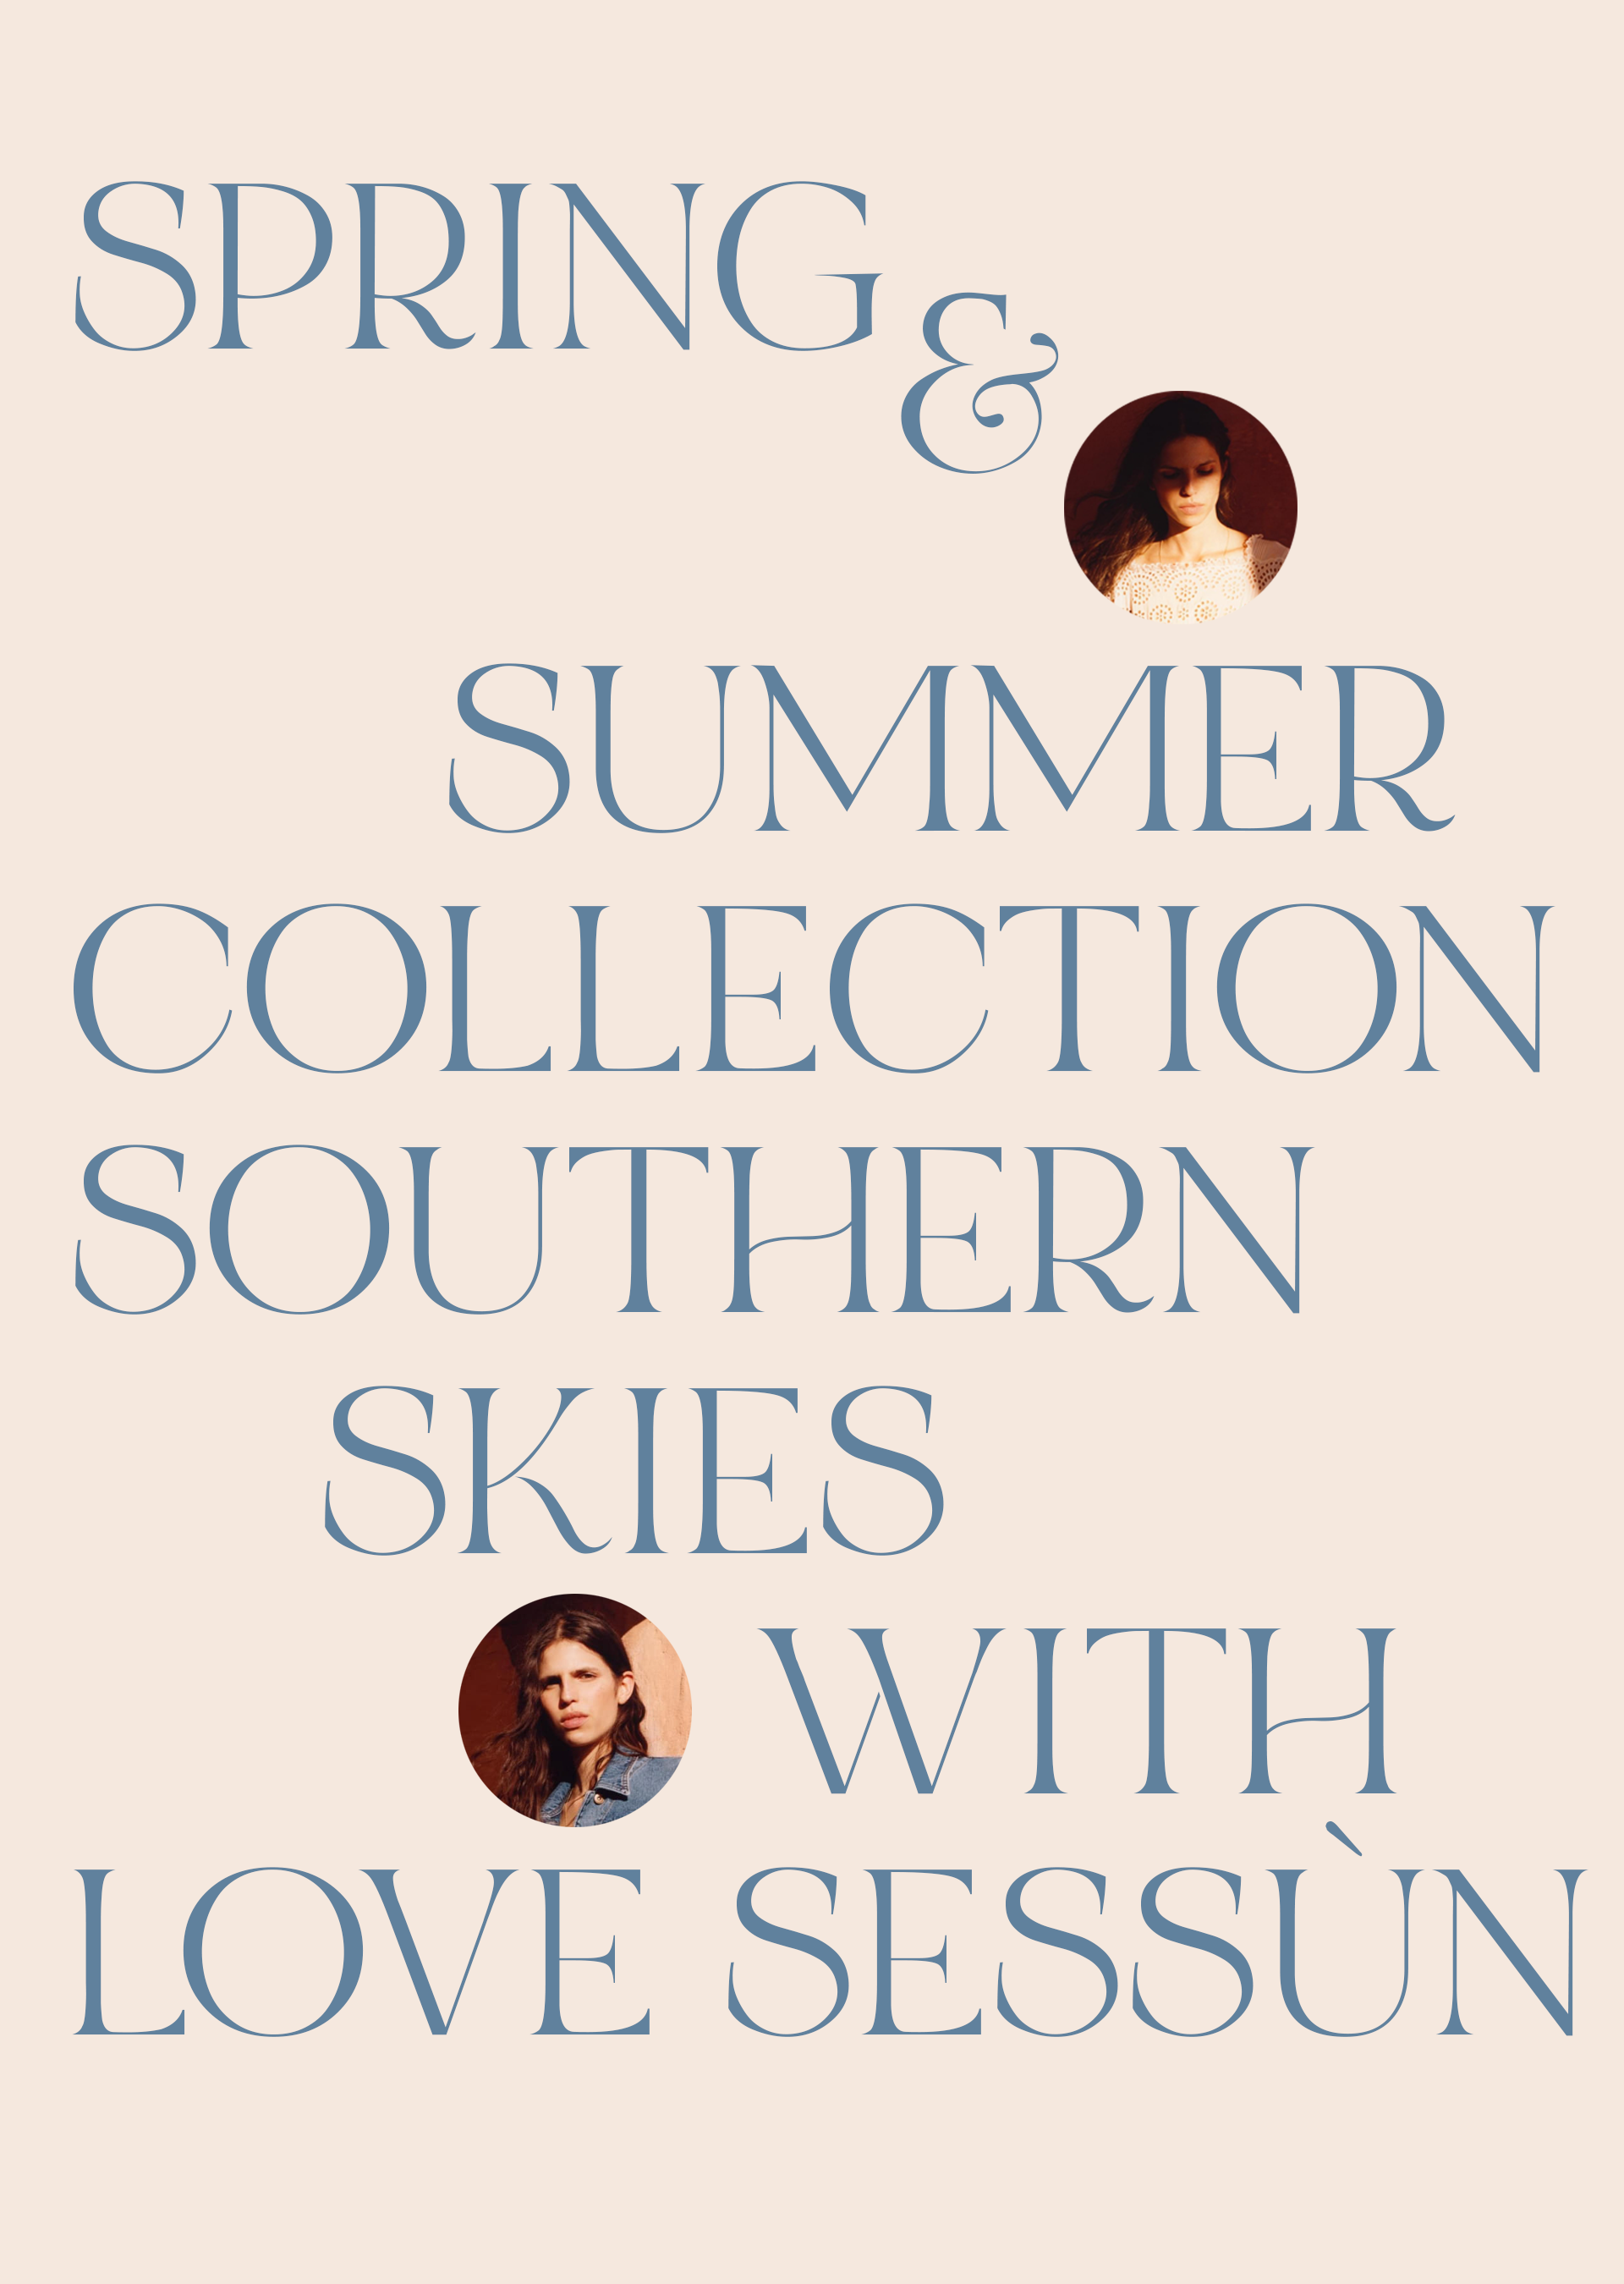 SPRING
&
SUMMER
COLLECTION
SOUTHERN
SKIES
WITH
LOVE SESSÙN